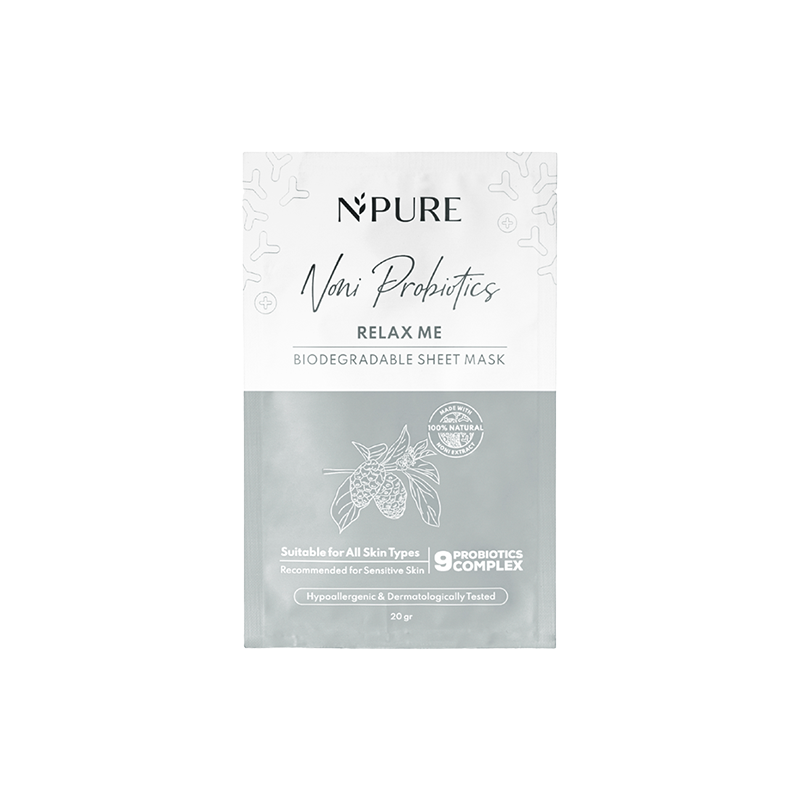 NPURE
Noni Probiotics
RELAX ME
BIODEGRADABLE SHEET MASK
MADE WITH
100% NATURAL
NONI EXTRACT
Suitable for All Skin Types
Recommended for Sensitive Skin
9 PROBIOTICS
COMPLEX
Hypoallergenic & Dermatologically Tested
20 gr